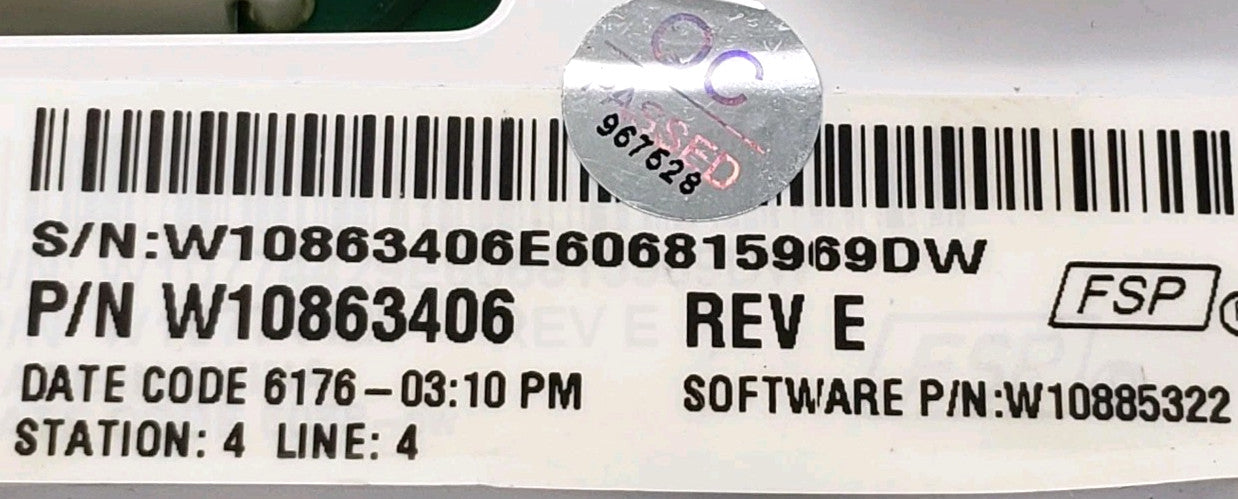 QC
PASSED
967628
S/N:W10863406E606815969DW
P/N W10863406 REV E FSP
DATE CODE 6176-03:10 PM SOFTWARE P/N:W10885322
STATION: 4 LINE: 4